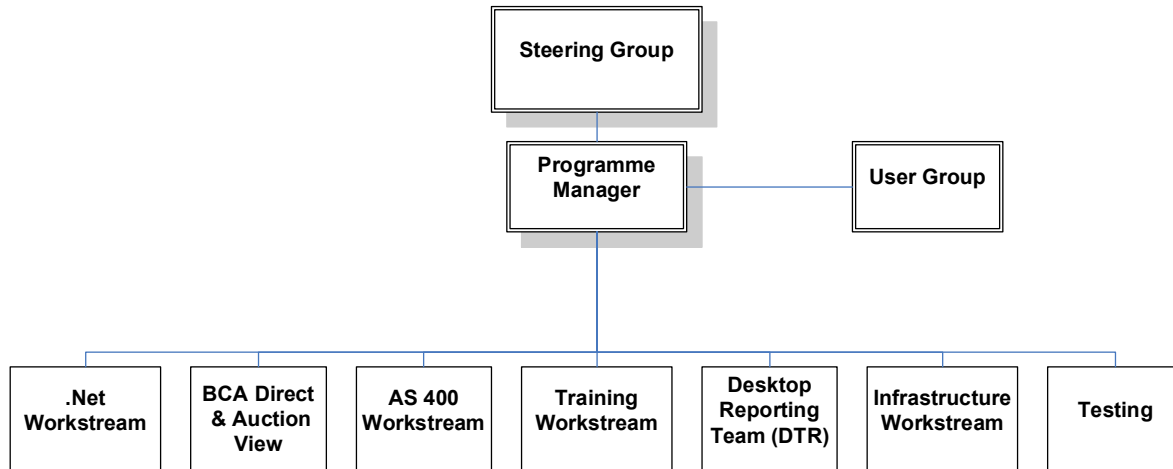 Steering Group
Programme
Manager
User Group
.Net
Workstream
BCA Direct
& Auction
View
AS 400
Workstream
Training
Workstream
Desktop
Reporting
Team (DTR)
Infrastructure
Workstream
Testing